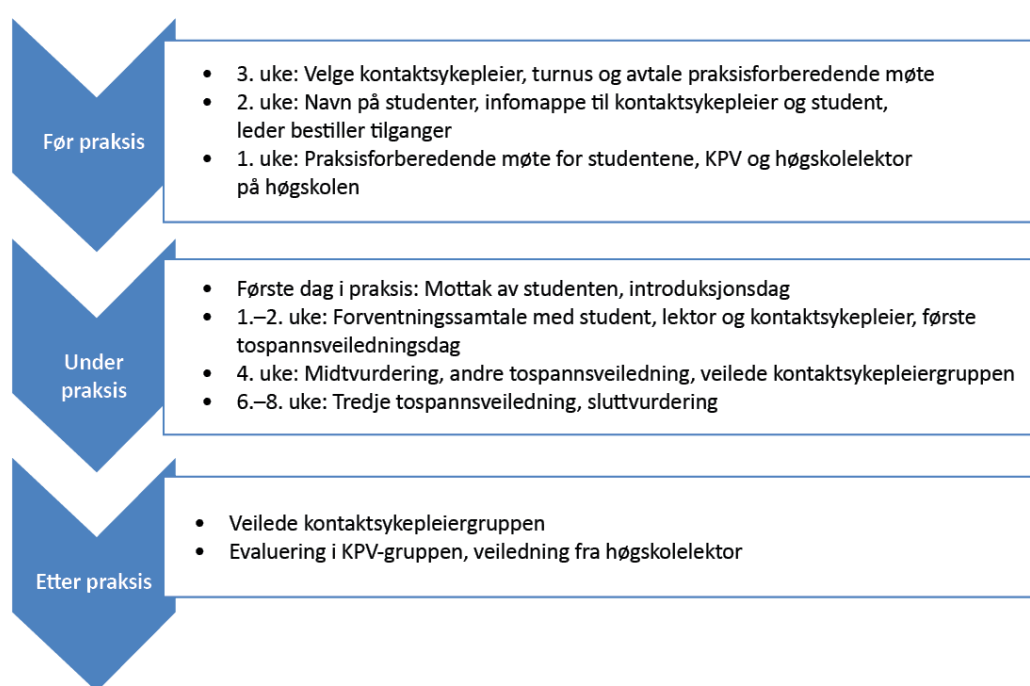 Før praksis
• 3. uke: Velge kontaktsykepleier, turnus og avtale praksisforberedende møte
• 2. uke: Navn på studenter, infomappe til kontaktsykepleier og student,
leder bestiller tilganger
• 1. uke: Praksisforberedende møte for studentene, KPV og høgskolelektor
på høgskolen
Under
praksis
• Første dag i praksis: Mottak av studenten, introduksjonsdag
• 1.–2. uke: Forventningssamtale med student, lektor og kontaktsykepleier, første
tospannsveiledningsdag
• 4. uke: Midtvurdering, andre tospannsveiledning, veilede kontaktsykepleiergruppen
• 6.–8. uke: Tredje tospannsveiledning, sluttvurdering
Etter praksis
• Veilede kontaktsykepleiergruppen
• Evaluering i KPV-gruppen, veiledning fra høgskolelektor